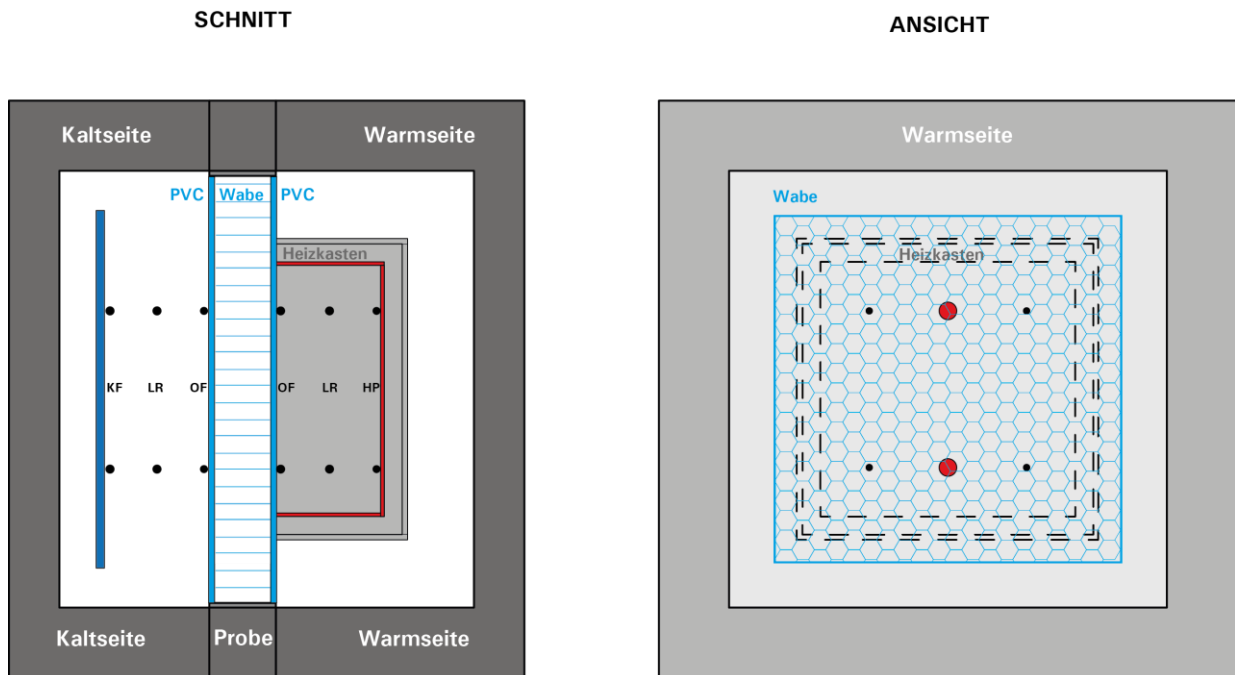 SCHNITT
ANSICHT
Kaltseite
Warmseite
PVC Wabe PVC
Heizkasten
KF LR OF OF LR HP
Kaltseite
Probe
Warmseite
Warmseite
Wabe
Heizkasten